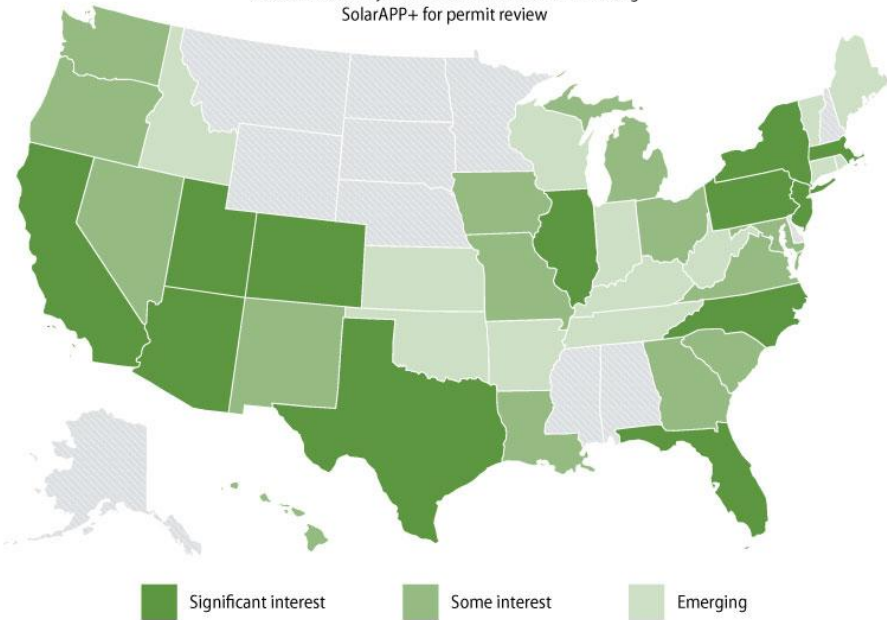 SolarAPP+ for permit review
Significant interest
Some interest
Emerging